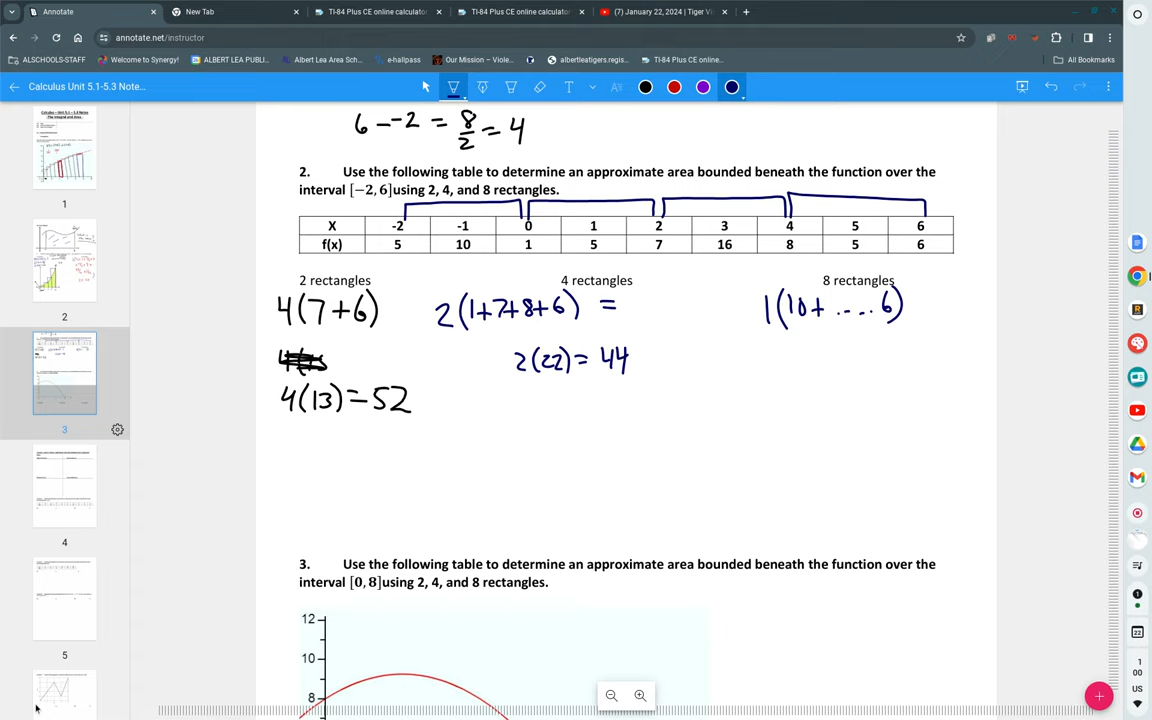 Annotate
New Tab
TI-84 Plus CE online calculator
TI-84 Plus CE online calculator
(7) January 22, 2024 | Tiger Vi
annotate.net/instructor
ALSCHOOLS-STAFF
Welcome to Synergy!
ALBERT LEA PUBLI...
Albert Lea Area Sch...
e-hallpass
Our Mission – Viole...
albertleatigers.regis...
TI-84 Plus CE onlin...
All Bookmarks
Calculus Unit 5.1-5.3 Note...
6 - -2 = 8/2 = 4
2. Use the following table to determine an approximate area bounded beneath the function over the
interval [−2, 6]using 2, 4, and 8 rectangles.
X -2 -1 0 1 2 3 4 5 6
f(x) 5 10 1 5 7 16 8 5 6
2 rectangles 4 rectangles 8 rectangles
4(7+6) 2(1+7+8+6) = 1(10+ .... 6)
2(22) = 44
4(13) = 52
3. Use the following table to determine an approximate area bounded beneath the function over the
interval [0, 8]using 2, 4, and 8 rectangles.
12
10
8
1
2
3
4
5
1
22
1
00
US